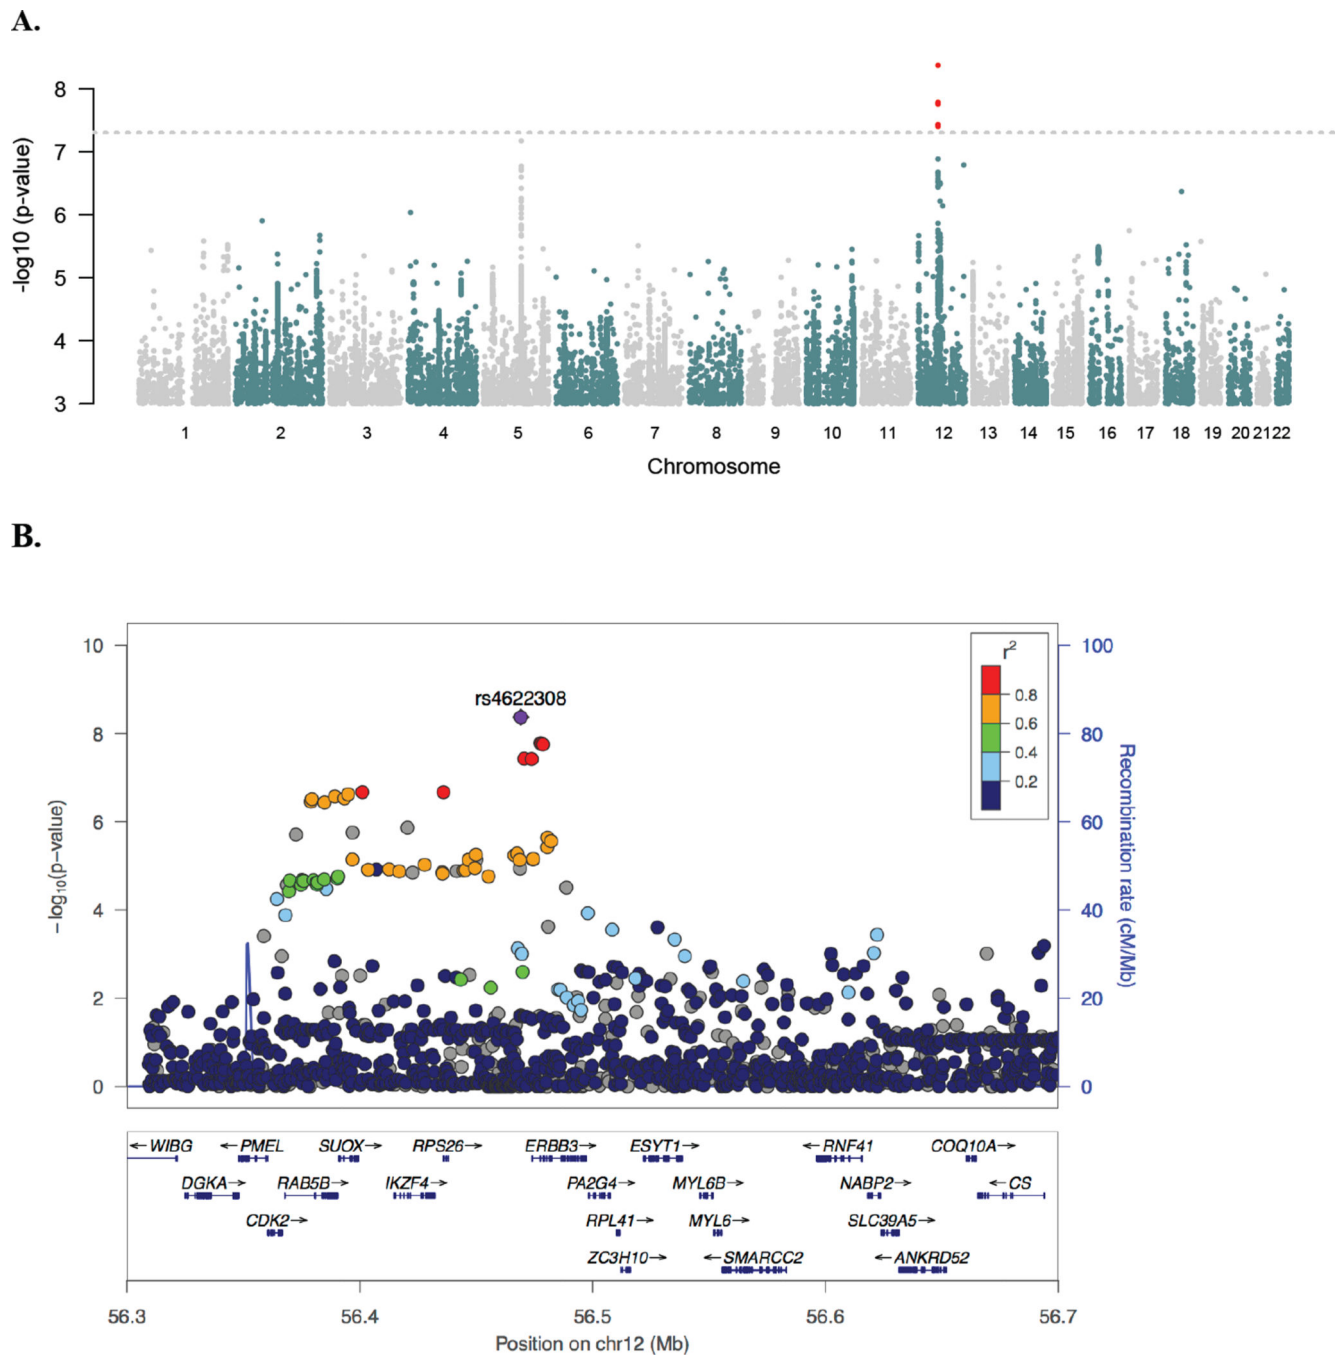 A.
8
7
6
5
4
3
-log10 (p-value)
1 2 3 4 5 6 7 8 9 10 11 12 13 14 15 16 17 18 19 20 21 22
Chromosome
B.
10
8
6
4
2
0
−log10(p−value)
rs4622308
r2
0.8
0.6
0.4
0.2
100
80
60
40
20
0
Recombination rate (cM/Mb)
←WIBG ←PMEL SUOX→ RPS26→ ERBB3→ ESYT1→ ←RNF41 COQ10A→
DGKA→ RAB5B→ IKZF4→ PA2G4→ MYL6B→ NABP2→ ←CS
CDK2→ RPL41→ MYL6→ SLC39A5→
ZC3H10→ ←SMARCC2 ←ANKRD52
56.3 56.4 56.5 56.6 56.7
Position on chr12 (Mb)